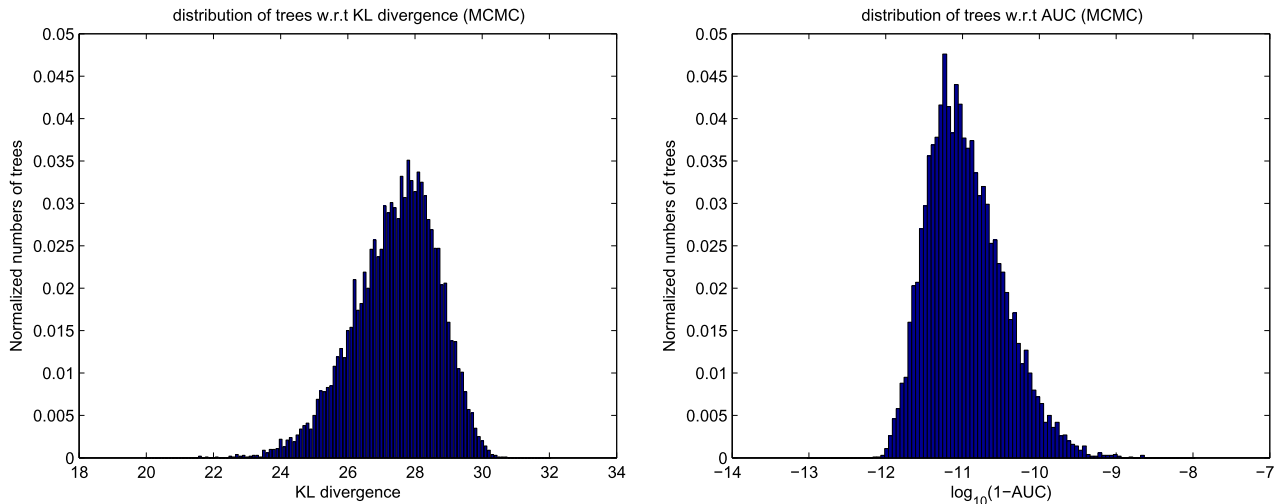 distribution of trees w.r.t KL divergence (MCMC)
0.05
0.045
0.04
0.035
0.03
0.025
0.02
0.015
0.01
0.005
0
Normalized numbers of trees
18 20 22 24 26 28 30 32 34
KL divergence
distribution of trees w.r.t AUC (MCMC)
0.05
0.045
0.04
0.035
0.03
0.025
0.02
0.015
0.01
0.005
0
Normalized numbers of trees
−14 −13 −12 −11 −10 −9 −8 −7
log10(1−AUC)